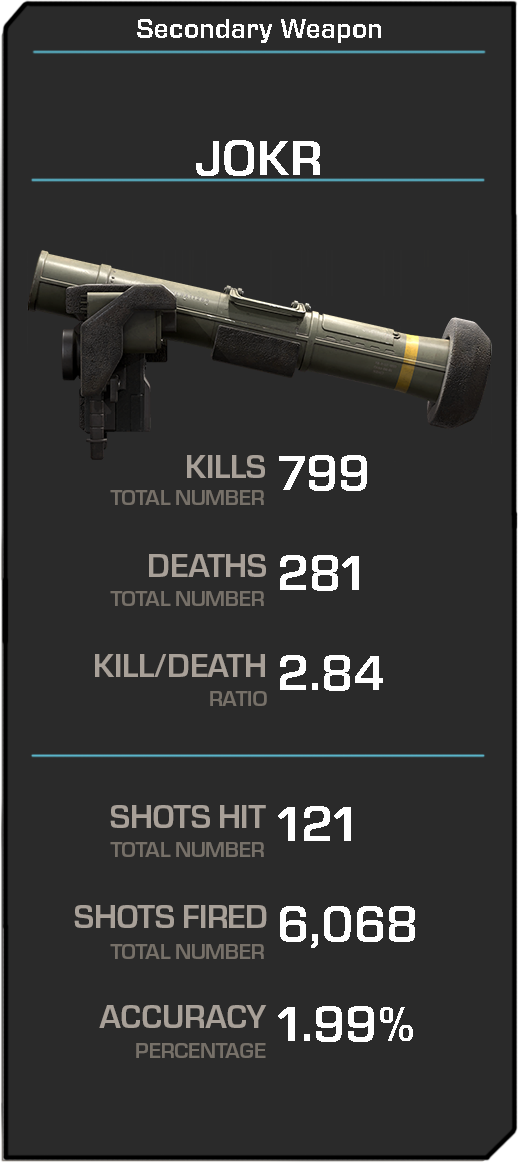 Secondary Weapon
JOKR
KILLS 799
TOTAL NUMBER
DEATHS 281
TOTAL NUMBER
KILL/DEATH 2.84
RATIO
SHOTS HIT 121
TOTAL NUMBER
SHOTS FIRED 6,068
TOTAL NUMBER
ACCURACY 1.99%
PERCENTAGE